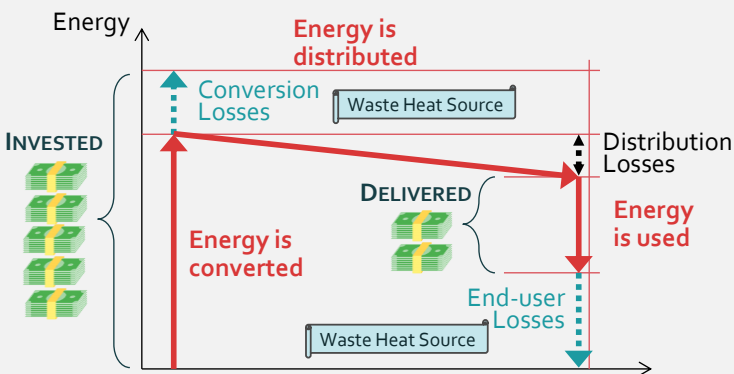 Energy
Energy is
distributed
Conversion
Losses
Waste Heat Source
INVESTED
Distribution
Losses
DELIVERED
Energy is
converted
Energy
is used
End-user
Losses
Waste Heat Source